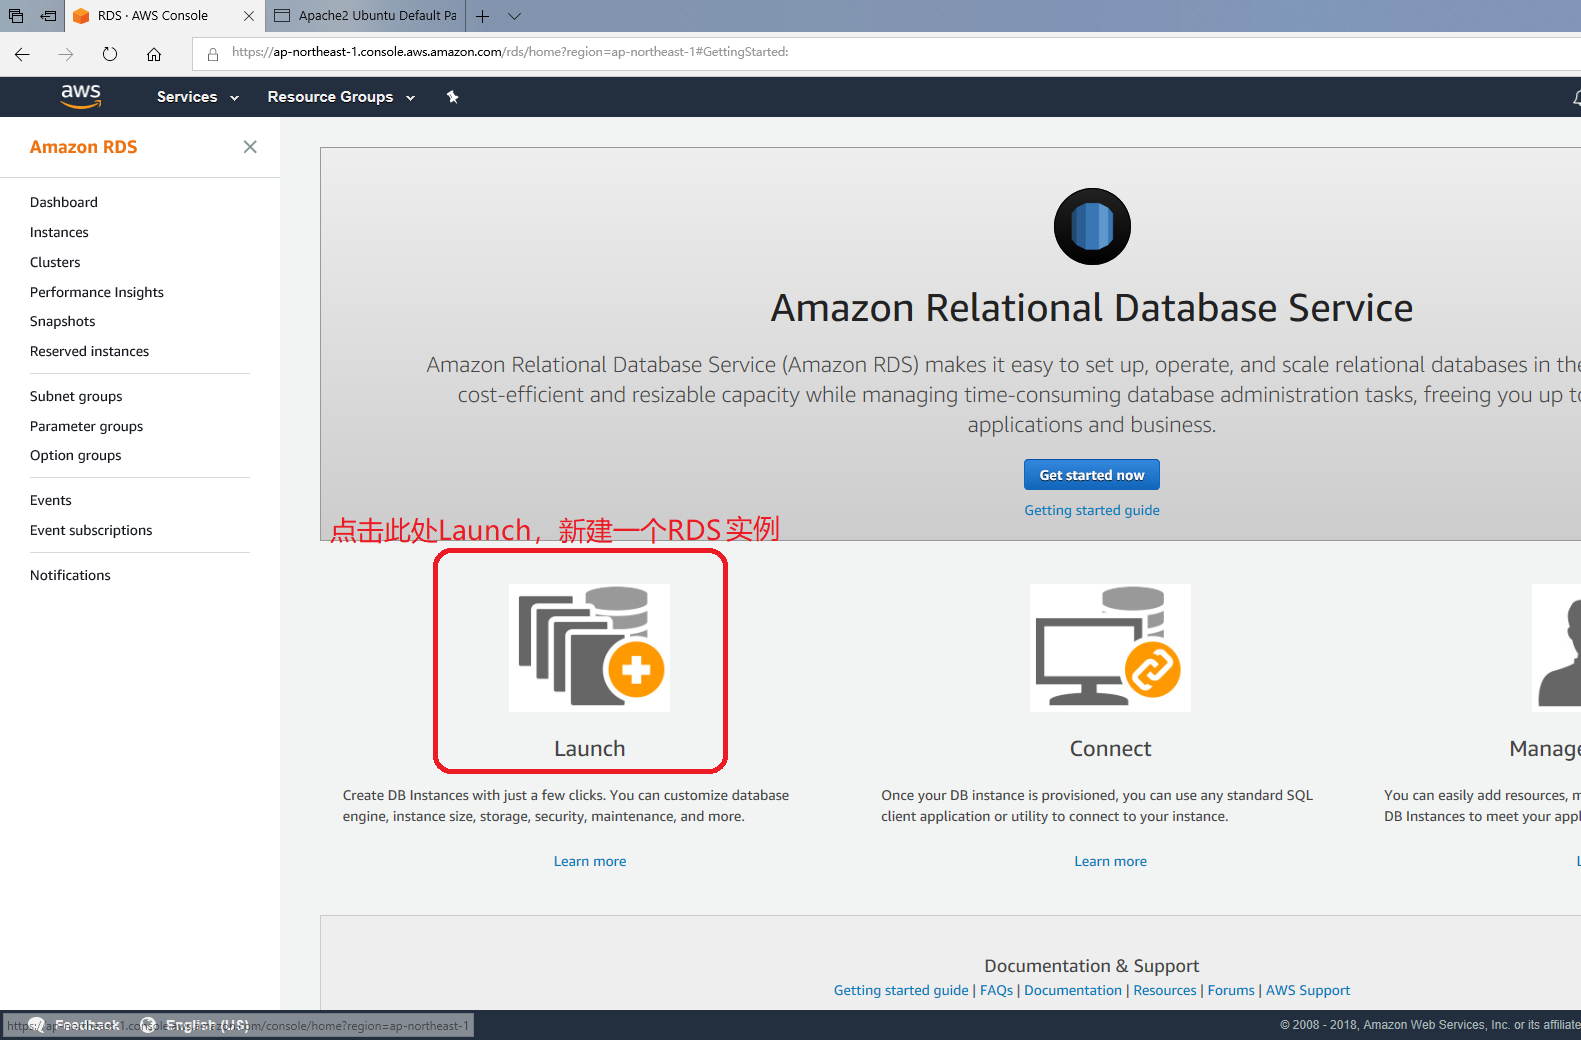 RDS · AWS Console
Apache2 Ubuntu Default Pa
https://ap-northeast-1.console.aws.amazon.com/rds/home?region=ap-northeast-1#GettingStarted:
aws
Services
Resource Groups
Amazon RDS
Dashboard
Instances
Clusters
Performance Insights
Snapshots
Reserved instances
Subnet groups
Parameter groups
Option groups
Events
Event subscriptions
Notifications
Amazon Relational Database Service
Amazon Relational Database Service (Amazon RDS) makes it easy to set up, operate, and scale relational databases in the
cost-efficient and resizable capacity while managing time-consuming database administration tasks, freeing you up to
applications and business.
Get started now
Getting started guide
点击此处Launch，新建一个RDS实例
Launch
Create DB Instances with just a few clicks. You can customize database
engine, instance size, storage, security, maintenance, and more.
Learn more
Connect
Once your DB instance is provisioned, you can use any standard SQL
client application or utility to connect to your instance.
Learn more
Manage
You can easily add resources, m
DB Instances to meet your appl
L
Documentation & Support
Getting started guide | FAQs | Documentation | Resources | Forums | AWS Support
Feedback
English (US)
https://ap-northeast-1.console.aws.amazon.com/console/home?region=ap-northeast-1
© 2008 - 2018, Amazon Web Services, Inc. or its affiliate